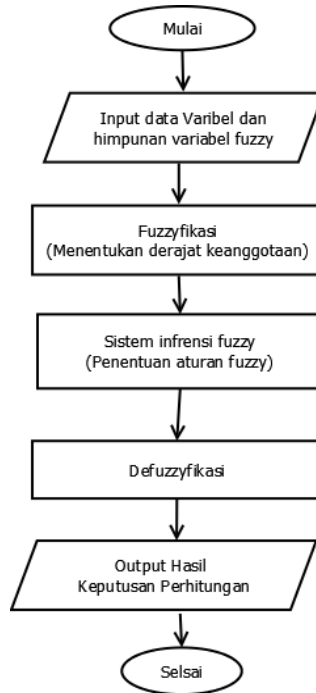 Mulai
Input data Varibel dan
himpunan variabel fuzzy
Fuzzyfikasi
(Menentukan derajat keanggotaan)
Sistem infrensi fuzzy
(Penentuan aturan fuzzy)
Defuzzyfikasi
Output Hasil
Keputusan Perhitungan
Selsai